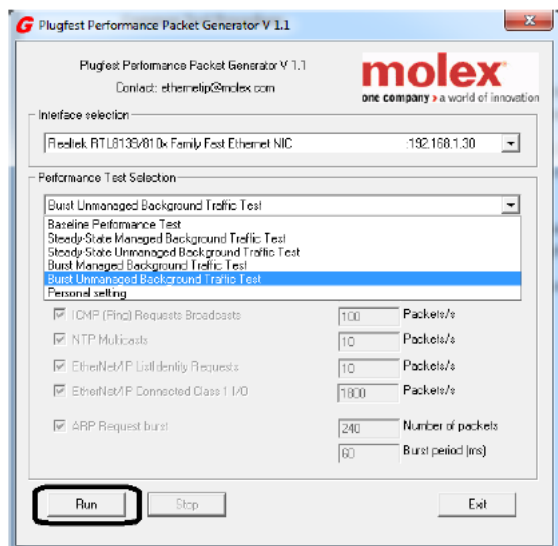 G Plugfest Performance Packet Generator V 1.1
Plugfest Performance Packet Generator V 1.1
Contact: ethernetip@molex.com
molex
one company > a world of innovation
Interface selection
Realtek RTL8139/810x Family Fast Ethernet NIC :192.168.1.30
Performance Test Selection
Burst Unmanaged Background Traffic Test
Baseline Performance Test
Steady-State Managed Background Traffic Test
Steady-State Unmanaged Background Traffic Test
Burst Managed Background Traffic Test
Burst Unmanaged Background Traffic Test
Personal setting
ICMP (Ping) Requests Broadcasts 100 Packets/s
NTP Multicasts 10 Packets/s
EtherNet/IP ListIdentity Requests 10 Packets/s
EtherNet/IP Connected Class 1 I/O 1800 Packets/s
ARP Request burst 240 Number of packets
60 Burst period (ms)
Run Stop Exit